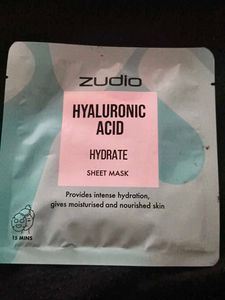 zudio
HYALURONIC
ACID
HYDRATE
SHEET MASK
Provides intense hydration,
gives moisturised and nourished skin
15 MINS